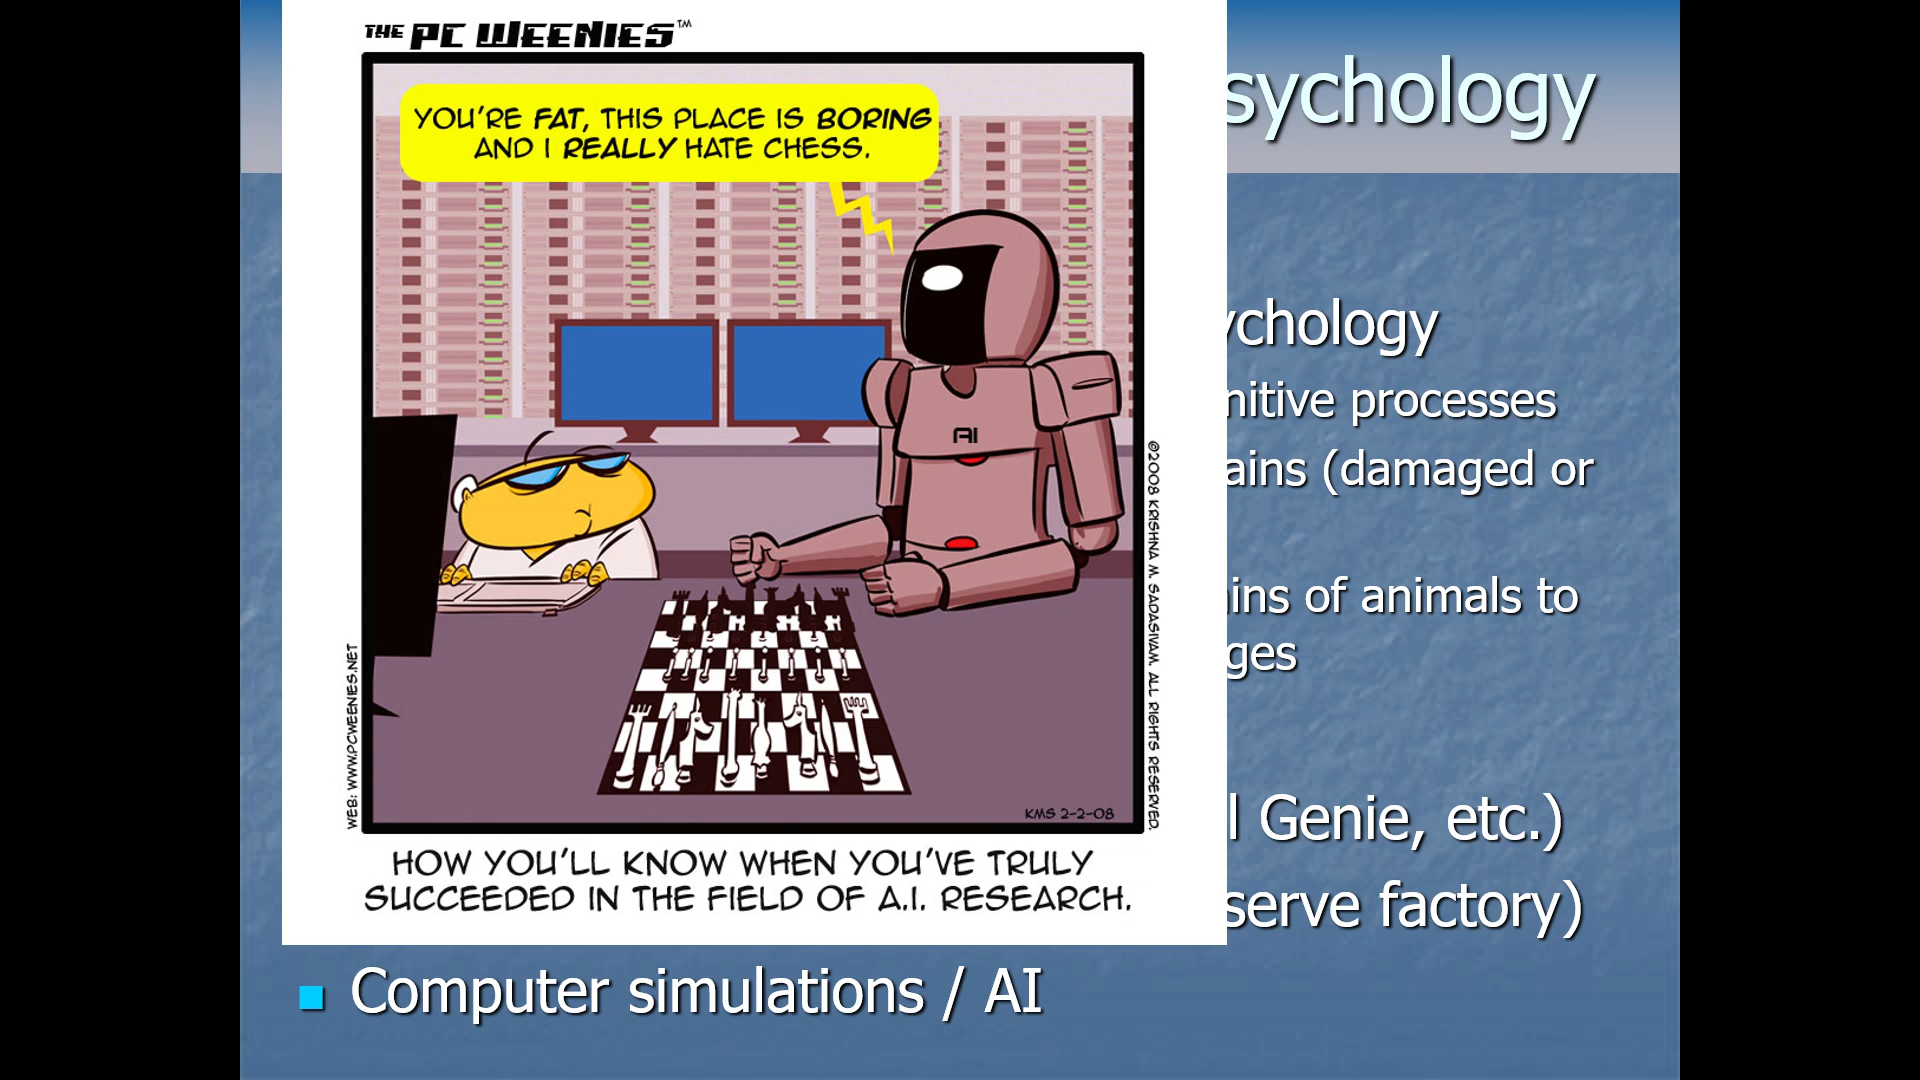 THE PC WEENIES™
YOU'RE FAT, THIS PLACE IS BORING
AND I REALLY HATE CHESS.
AI
WEB: WWW.PCWEENIES.NET
©2008 KRISHNA M. SADASIVAM. ALL RIGHTS RESERVED.
KMS 2-2-08
HOW YOU'LL KNOW WHEN YOU'VE TRULY
SUCCEEDED IN THE FIELD OF A.I. RESEARCH.
sychology
ychology
nitive processes
ains (damaged or
ins of animals to
ges
l Genie, etc.)
serve factory)
Computer simulations / AI